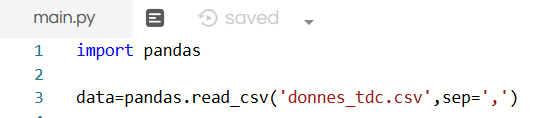 main.py saved
1 import pandas
2
3 data=pandas.read_csv('donnes_tdc.csv',sep=',')